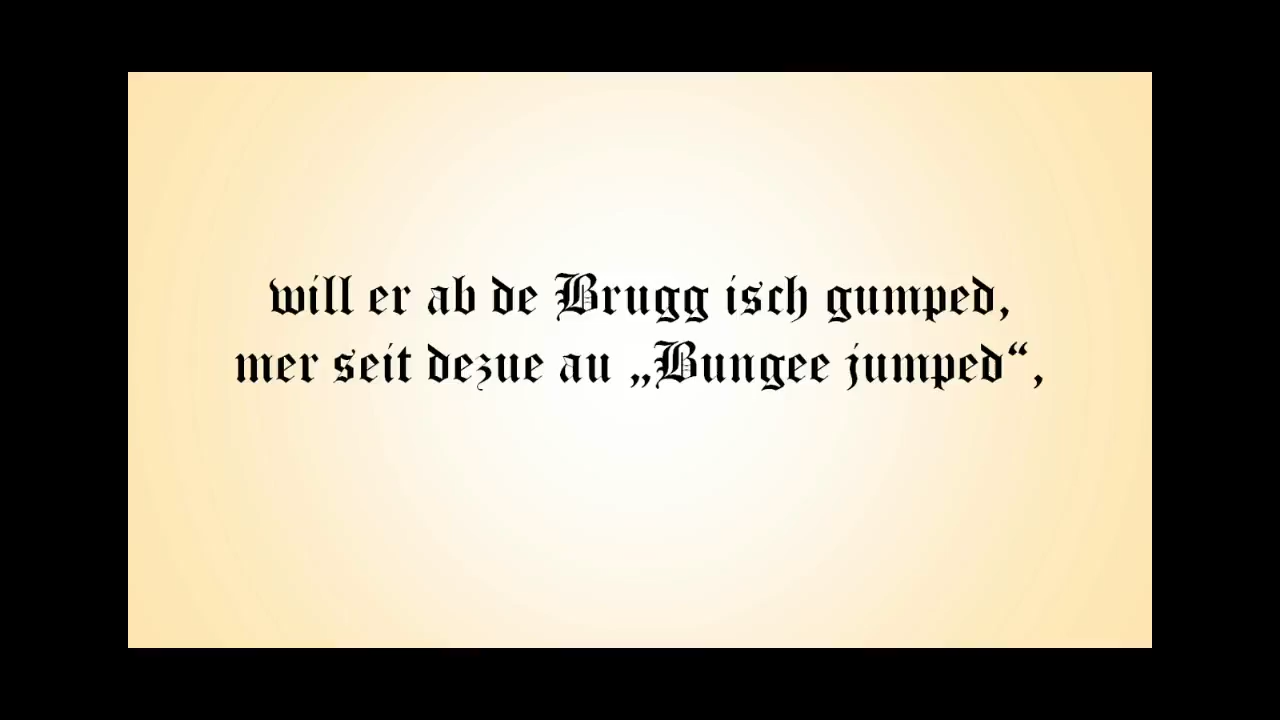 will er ab de Brugg isch gumped,
mer seit dezue au „Bungee jumped“,